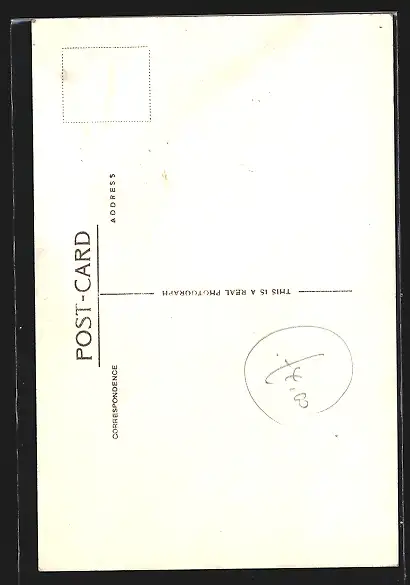 POST-CARD
CORRESPONDENCE
ADDRESS
THIS IS A REAL PHOTOGRAPH